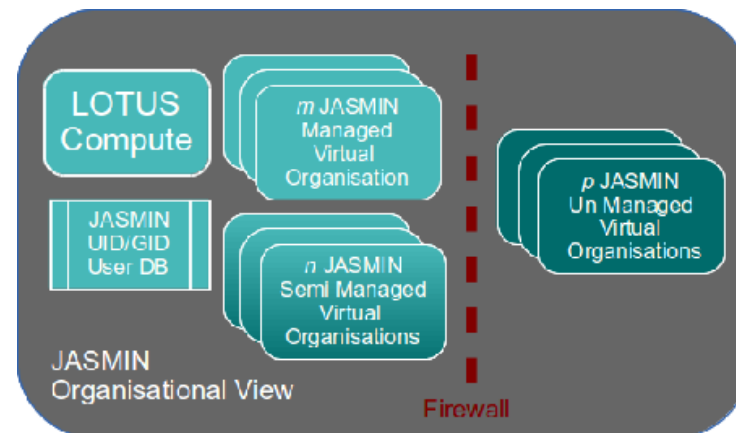 LOTUS
Compute
m JASMIN
Managed
Virtual
Organisation
JASMIN
UID/GID
User DB
n JASMIN
Semi Managed
Virtual
Organisations
p JASMIN
Un Managed
Virtual
Organisations
JASMIN
Organisational View
Firewall